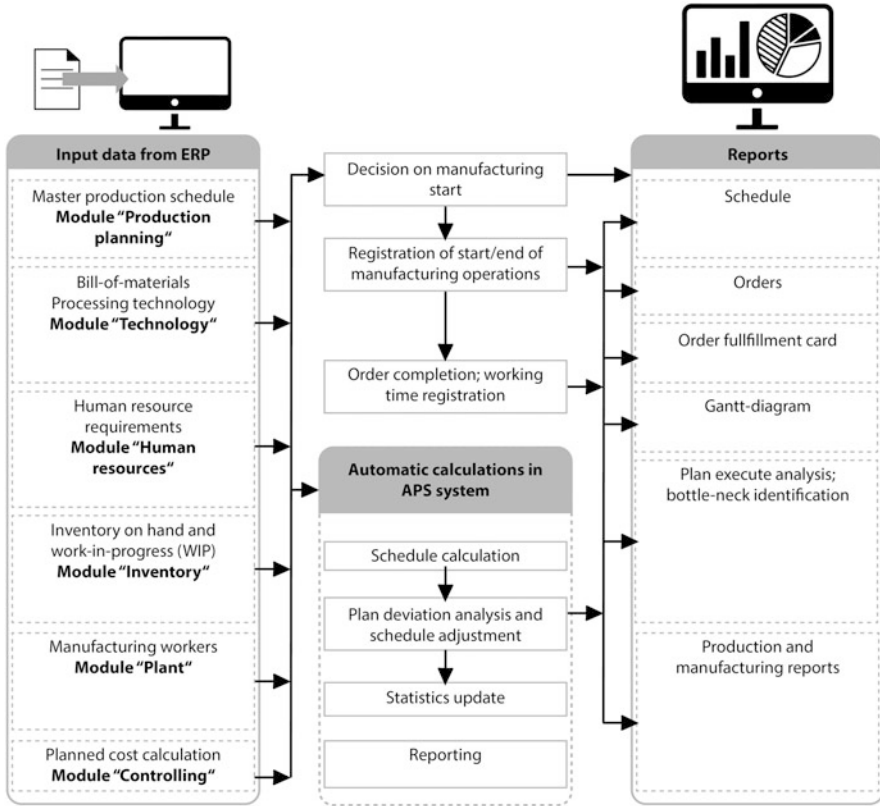 Input data from ERP
Master production schedule
Module “Production
planning“
Bill-of-materials
Processing technology
Module “Technology“
Human resource
requirements
Module “Human
resources“
Inventory on hand and
work-in-progress (WIP)
Module “Inventory“
Manufacturing workers
Module “Plant“
Planned cost calculation
Module “Controlling“
Decision on manufacturing
start
Registration of start/end of
manufacturing operations
Order completion; working
time registration
Automatic calculations in
APS system
Schedule calculation
Plan deviation analysis and
schedule adjustment
Statistics update
Reporting
Reports
Schedule
Orders
Order fullfillment card
Gantt-diagram
Plan execute analysis;
bottle-neck identification
Production and
manufacturing reports